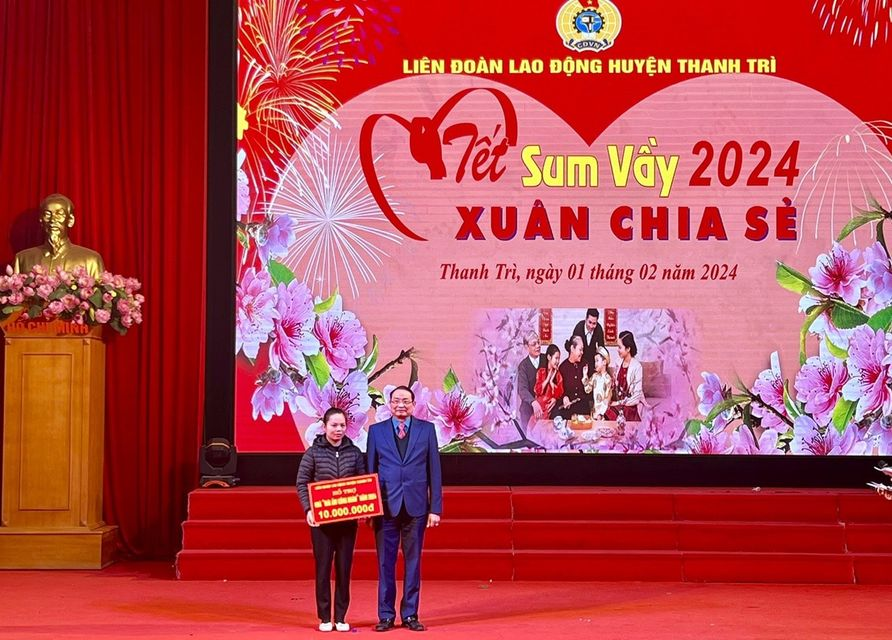 CĐVN
LIÊN ĐOÀN LAO ĐỘNG HUYỆN THANH TRÌ
Tết Sum Vầy 2024
XUÂN CHIA SẺ
Thanh Trì, ngày 01 tháng 02 năm 2024
HỒ CHÍ MINH
HỖ TRỢ
10.000.000đ